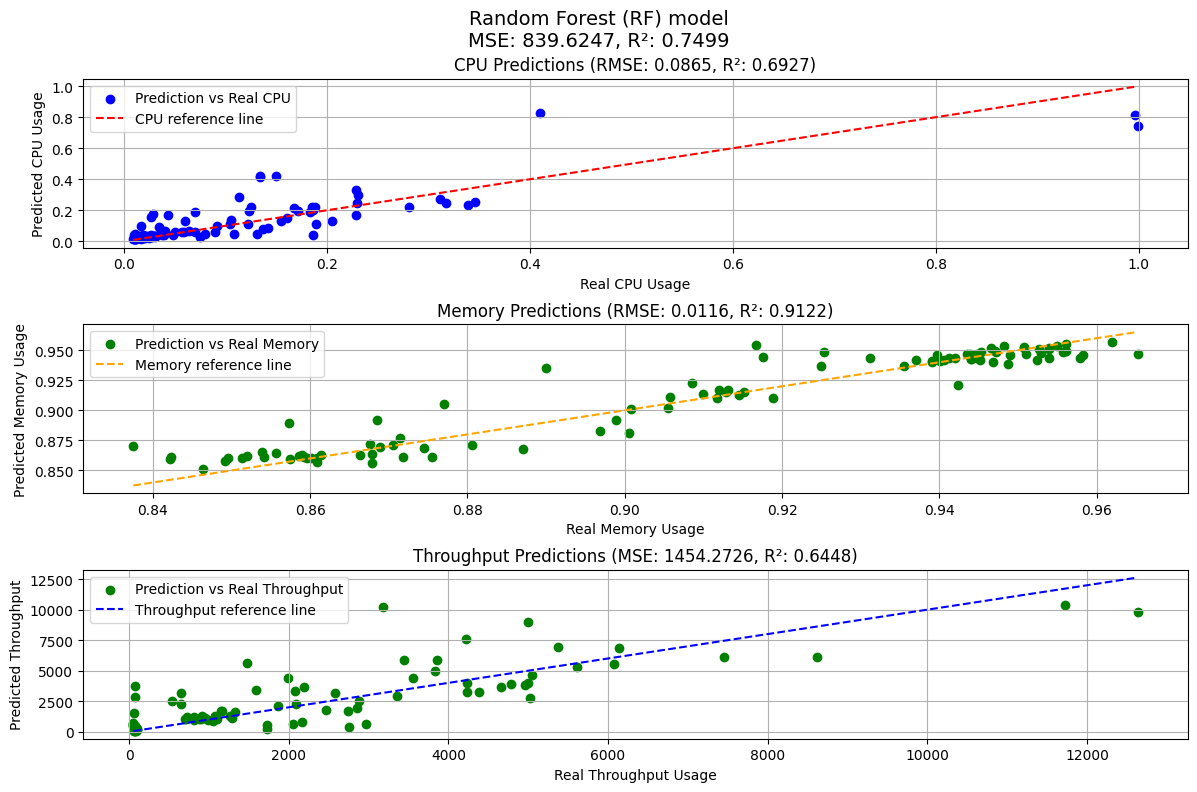 Random Forest (RF) model
MSE: 839.6247, R²: 0.7499
CPU Predictions (RMSE: 0.0865, R²: 0.6927)
Predicted CPU Usage
1.0
0.8
0.6
0.4
0.2
0.0
Prediction vs Real CPU
CPU reference line
0.0 0.2 0.4 0.6 0.8 1.0
Real CPU Usage
Memory Predictions (RMSE: 0.0116, R²: 0.9122)
Predicted Memory Usage
0.950
0.925
0.900
0.875
0.850
Prediction vs Real Memory
Memory reference line
0.84 0.86 0.88 0.90 0.92 0.94 0.96
Real Memory Usage
Throughput Predictions (MSE: 1454.2726, R²: 0.6448)
Predicted Throughput
12500
10000
7500
5000
2500
0
Prediction vs Real Throughput
Throughput reference line
0 2000 4000 6000 8000 10000 12000
Real Throughput Usage